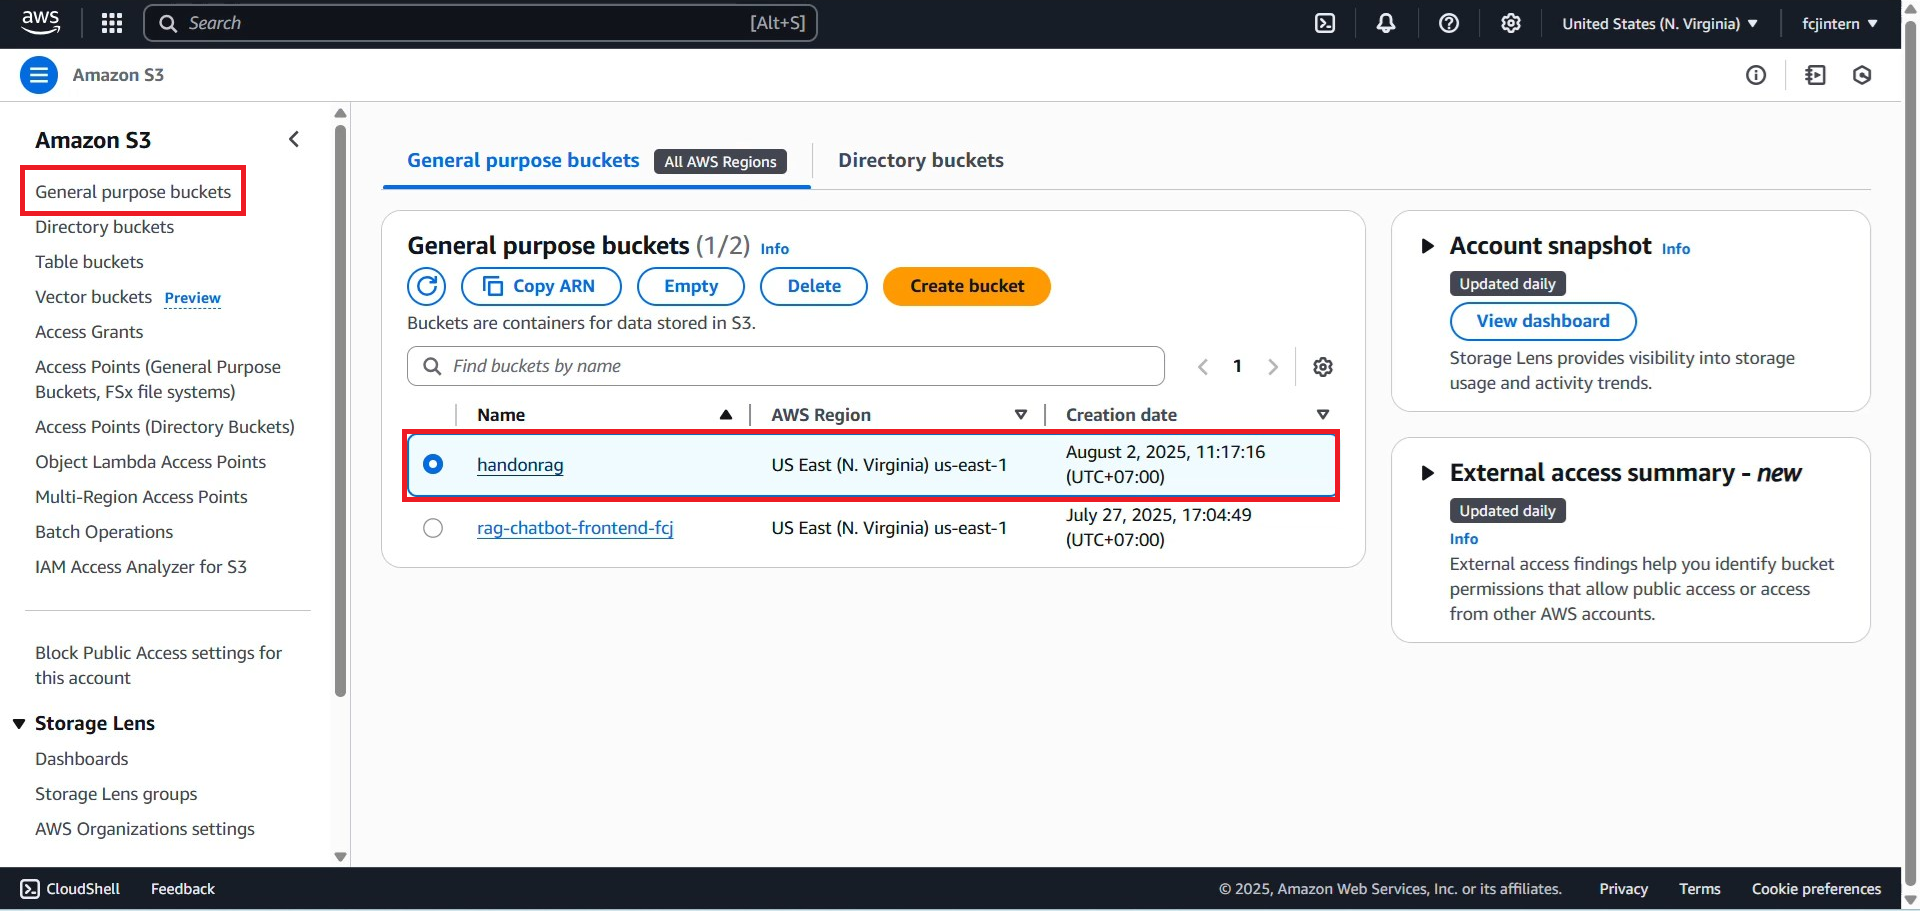 aws
Search
[Alt+S]
United States (N. Virginia)
fcjintern
Amazon S3
Amazon S3
General purpose buckets
Directory buckets
Table buckets
Vector buckets Preview
Access Grants
Access Points (General Purpose
Buckets, FSx file systems)
Access Points (Directory Buckets)
Object Lambda Access Points
Multi-Region Access Points
Batch Operations
IAM Access Analyzer for S3
Block Public Access settings for
this account
Storage Lens
Dashboards
Storage Lens groups
AWS Organizations settings
General purpose buckets All AWS Regions
Directory buckets
General purpose buckets (1/2) Info
Copy ARN
Empty
Delete
Create bucket
Buckets are containers for data stored in S3.
Find buckets by name
1
Name
AWS Region
Creation date
handonrag
US East (N. Virginia) us-east-1
August 2, 2025, 11:17:16
(UTC+07:00)
rag-chatbot-frontend-fcj
US East (N. Virginia) us-east-1
July 27, 2025, 17:04:49
(UTC+07:00)
Account snapshot Info
Updated daily
View dashboard
Storage Lens provides visibility into storage
usage and activity trends.
External access summary - new
Updated daily
Info
External access findings help you identify bucket
permissions that allow public access or access
from other AWS accounts.
CloudShell
Feedback
© 2025, Amazon Web Services, Inc. or its affiliates.
Privacy
Terms
Cookie preferences